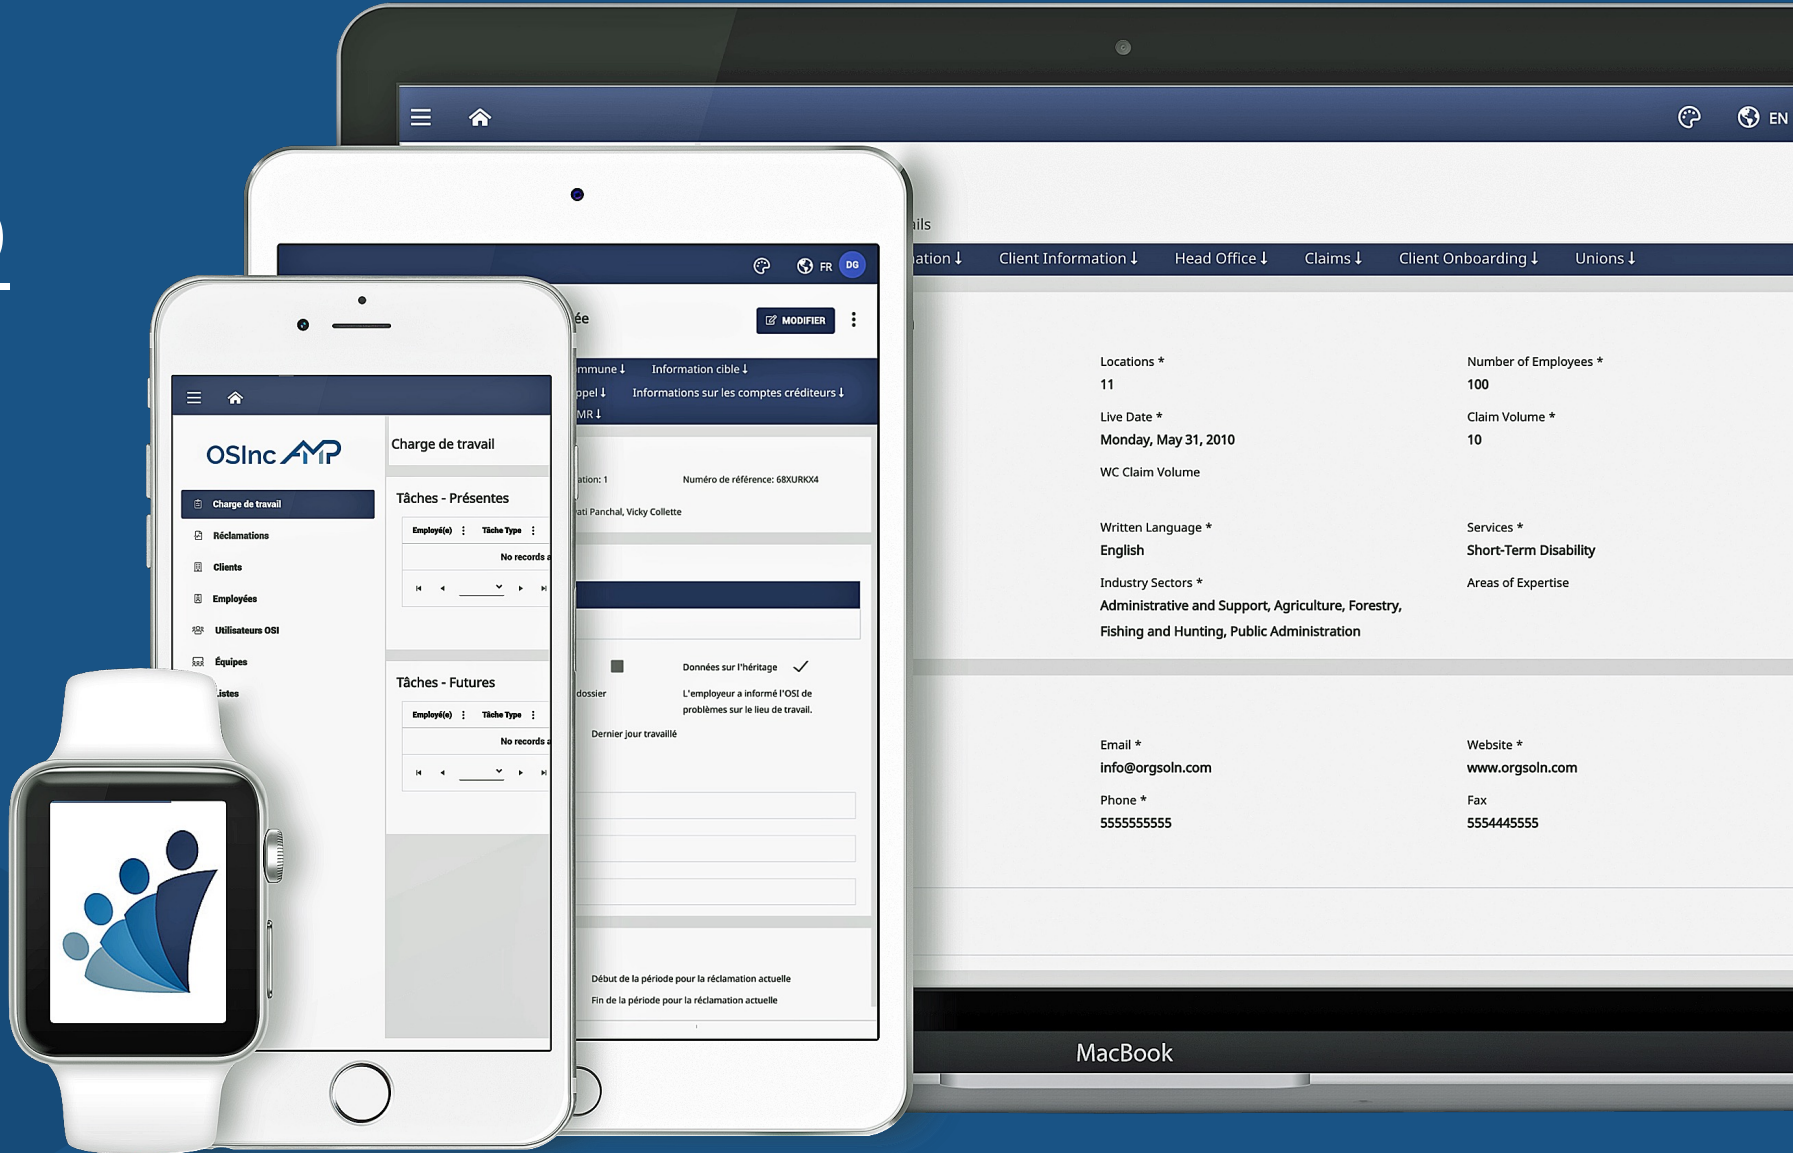 EN
ails
Client Information ↓
Head Office ↓
Claims ↓
Client Onboarding ↓
Unions ↓
Locations *
11
Number of Employees *
100
Live Date *
Monday, May 31, 2010
Claim Volume *
10
WC Claim Volume
Written Language *
English
Services *
Short-Term Disability
Industry Sectors *
Administrative and Support, Agriculture, Forestry,
Fishing and Hunting, Public Administration
Areas of Expertise
Email *
info@orgsoln.com
Website *
www.orgsoln.com
Phone *
5555555555
Fax
5554445555
MacBook
FR DG
ée
MODIFIER
ommune ↓ Information cible ↓
ppel ↓ Informations sur les comptes créditeurs ↓
MR ↓
ation: 1
Numéro de référence: 68XURKX4
vati Panchal, Vicky Collette
Données sur l'héritage
dossier
L'employeur a informé l'OSI de
problèmes sur le lieu de travail.
Dernier jour travaillé
Début de la période pour la réclamation actuelle
Fin de la période pour la réclamation actuelle
OSInc AMP
Charge de travail
Réclamations
Clients
Employées
Utilisateurs OSI
Équipes
Listes
Charge de travail
Tâches - Présentes
Employé(e) Tâche Type
No records a
Tâches - Futures
Employé(e) Tâche Type
No records a